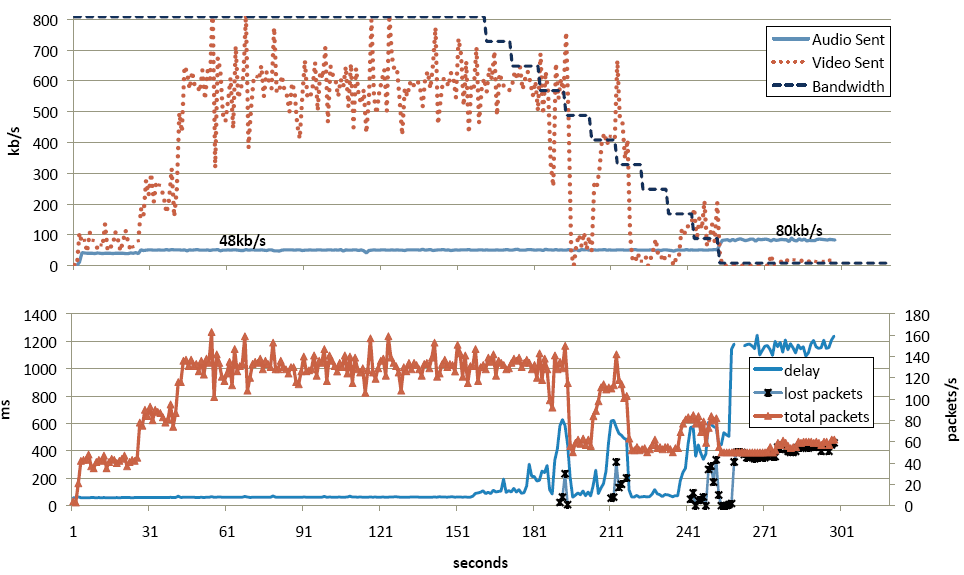 800
700
600
500
400
300
200
100
0
kb/s
Audio Sent
Video Sent
Bandwidth
48kb/s
80kb/s
1400
1200
1000
800
600
400
200
0
ms
180
160
140
120
100
80
60
40
20
0
packets/s
delay
lost packets
total packets
1 31 61 91 121 151 181 211 241 271 301
seconds